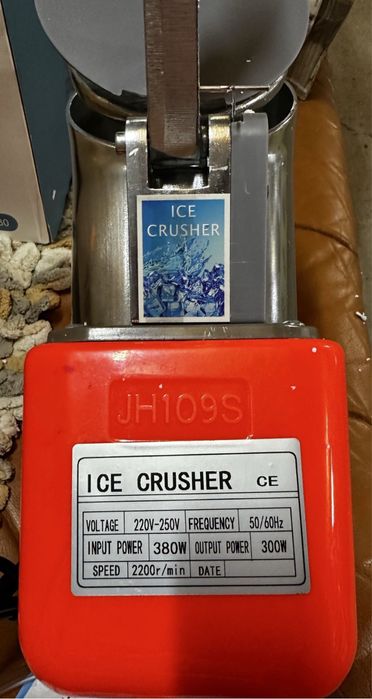 ICE
CRUSHER
JH109S
ICE CRUSHER CE
VOLTAGE 220V-250V FREQUENCY 50/60Hz
INPUT POWER 380W OUTPUT POWER 300W
SPEED 2200r/min DATE